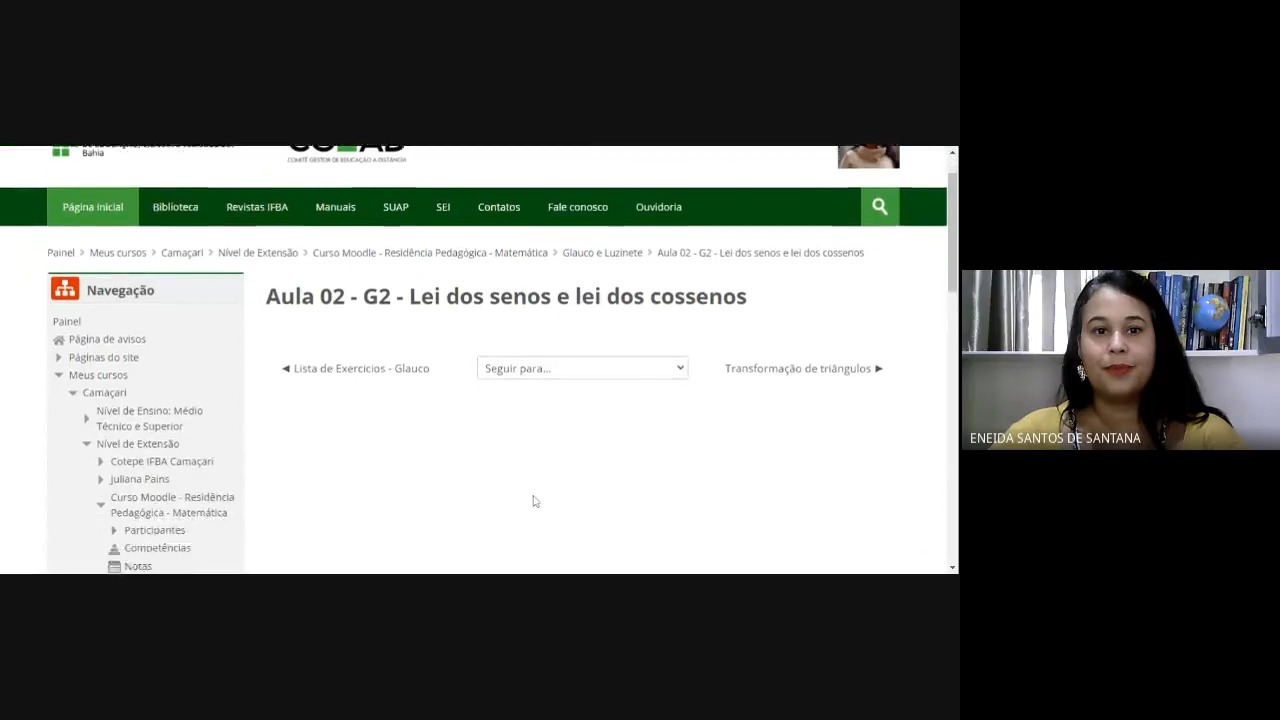 Bahia
COMITÊ GESTOR DE EDUCAÇÃO A DISTÂNCIA
Página Inicial Biblioteca Revistas IFBA Manuais SUAP SEI Contatos Fale conosco Ouvidoria
Painel > Meus cursos > Camaçari > Nível de Extensão > Curso Moodle - Residência Pedagógica - Matemática > Glauco e Luzinete > Aula 02 - G2 - Lei dos senos e lei dos cossenos
Navegação
Aula 02 - G2 - Lei dos senos e lei dos cossenos
Painel
Página de avisos
Páginas do site
Meus cursos
Camaçari
Nível de Ensino: Médio
Técnico e Superior
Nível de Extensão
Cotepe IFBA Camaçari
Juliana Pains
Curso Moodle - Residência
Pedagógica - Matemática
Participantes
Competências
Notas
◄ Lista de Exercícios - Glauco Seguir para... Transformação de triângulos ►
ENEIDA SANTOS DE SANTANA